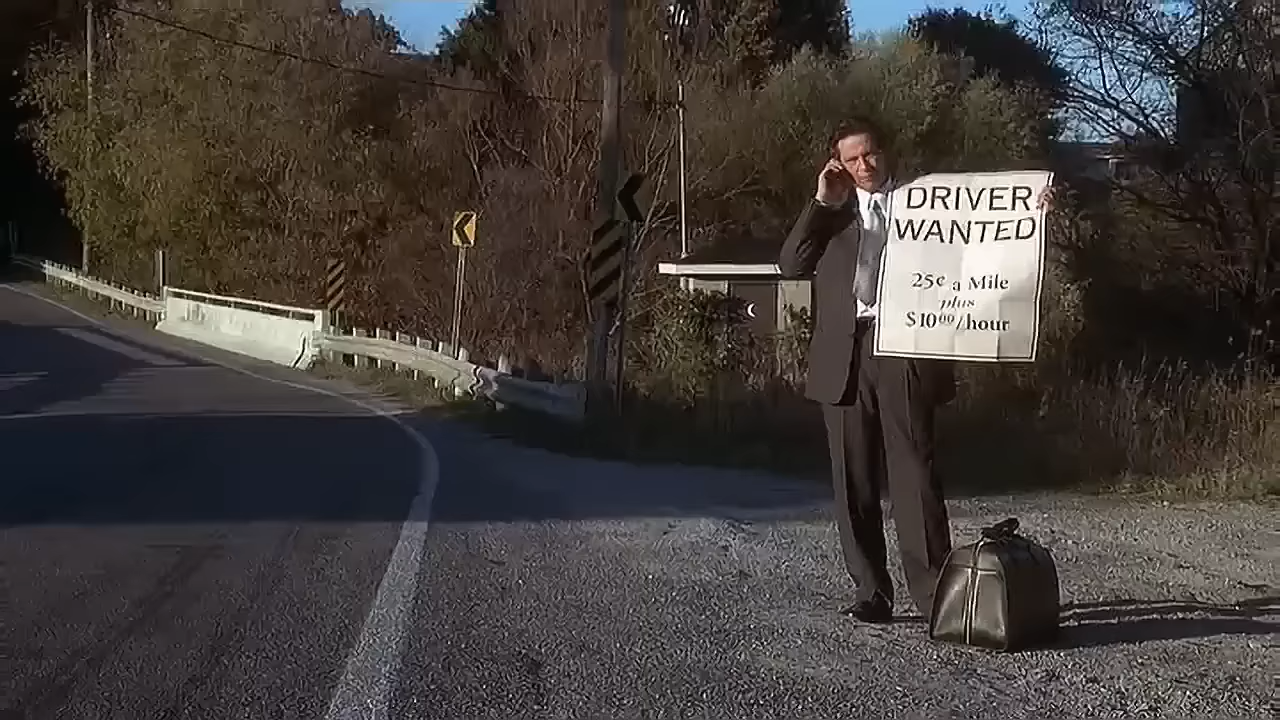 DRIVER
WANTED
25¢ a Mile
plus
$10⁰⁰/hour